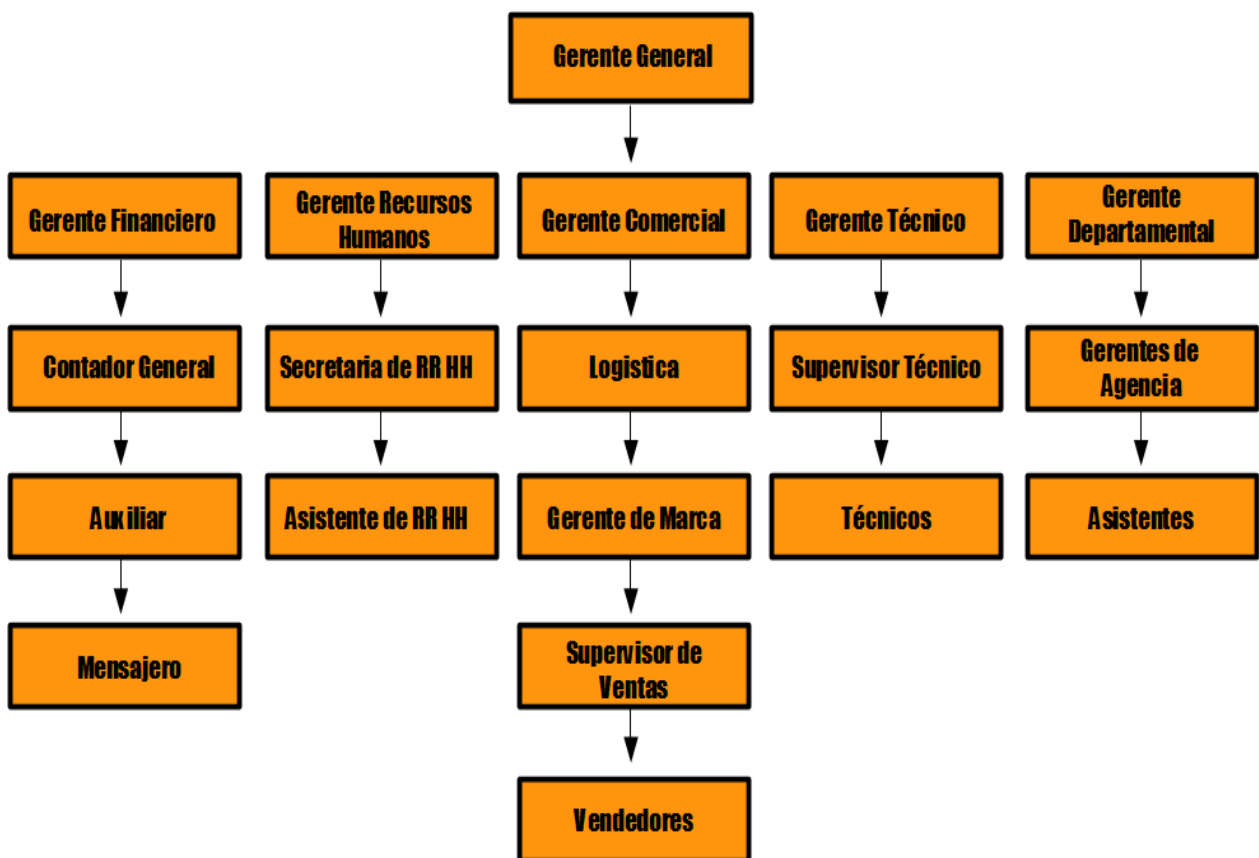 Gerente General
Gerente Financiero
Gerente Recursos
Humanos
Gerente Comercial
Gerente Técnico
Gerente
Departamental
Contador General
Secretaria de RR HH
Logistica
Supervisor Técnico
Gerentes de
Agencia
Auxiliar
Asistente de RR HH
Gerente de Marca
Técnicos
Asistentes
Mensajero
Supervisor de
Ventas
Vendedores